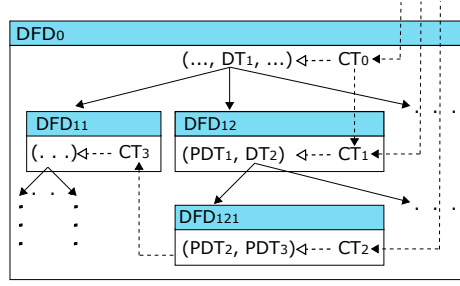 DFD0
(..., DT1, ...) CT0
. . .
DFD11 DFD12
(. . .) CT3 (PDT1, DT2) CT1
. . . . .
DFD121
(PDT2, PDT3) CT2